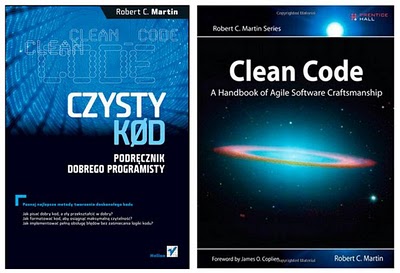 Robert C. Martin
CLEAN CODE
CLEAN
CODE
CZYSTY
KØD
PODRĘCZNIK
DOBREGO PROGRAMISTY
Poznaj najlepsze metody tworzenia doskonałego kodu
Jak pisać dobry kod, a zły przekształcić w dobry?
Jak formatować kod, aby osiągnąć maksymalną czytelność?
Jak implementować pełną obsługę błędów bez zaśmiecania logiki kodu?
Helion
PRENTICE
HALL
Robert C. Martin Series
Clean Code
A Handbook of Agile Software Craftsmanship
Foreword by James O. Coplien
Robert C. Martin